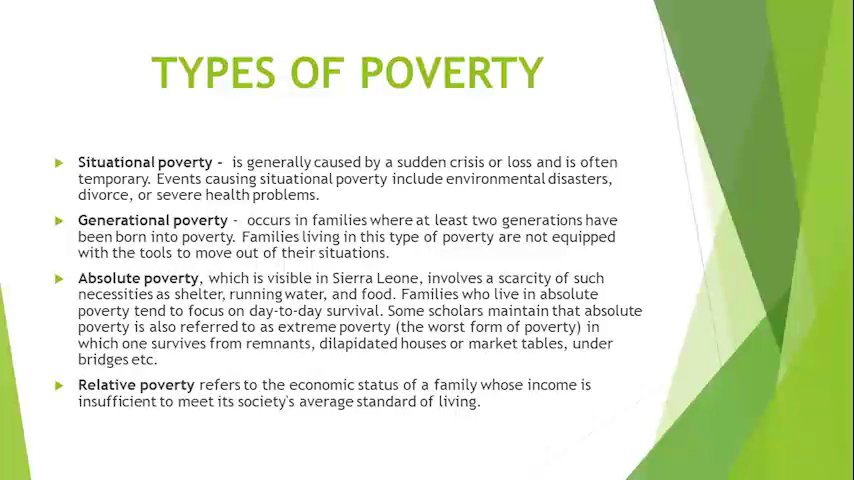 TYPES OF POVERTY
Situational poverty - is generally caused by a sudden crisis or loss and is often
temporary. Events causing situational poverty include environmental disasters,
divorce, or severe health problems.
Generational poverty - occurs in families where at least two generations have
been born into poverty. Families living in this type of poverty are not equipped
with the tools to move out of their situations.
Absolute poverty, which is visible in Sierra Leone, involves a scarcity of such
necessities as shelter, running water, and food. Families who live in absolute
poverty tend to focus on day-to-day survival. Some scholars maintain that absolute
poverty is also referred to as extreme poverty (the worst form of poverty) in
which one survives from remnants, dilapidated houses or market tables, under
bridges etc.
Relative poverty refers to the economic status of a family whose income is
insufficient to meet its society's average standard of living.